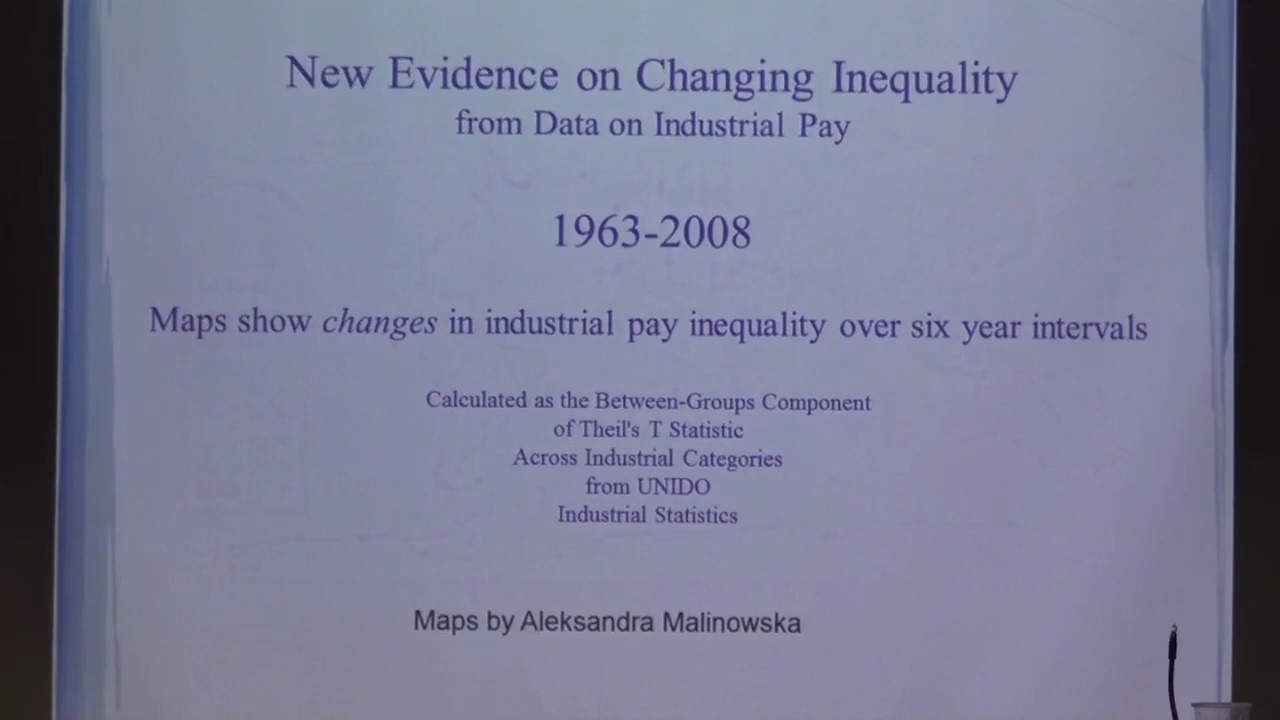 New Evidence on Changing Inequality
from Data on Industrial Pay
1963-2008
Maps show changes in industrial pay inequality over six year intervals
Calculated as the Between-Groups Component
of Theil's T Statistic
Across Industrial Categories
from UNIDO
Industrial Statistics
Maps by Aleksandra Malinowska